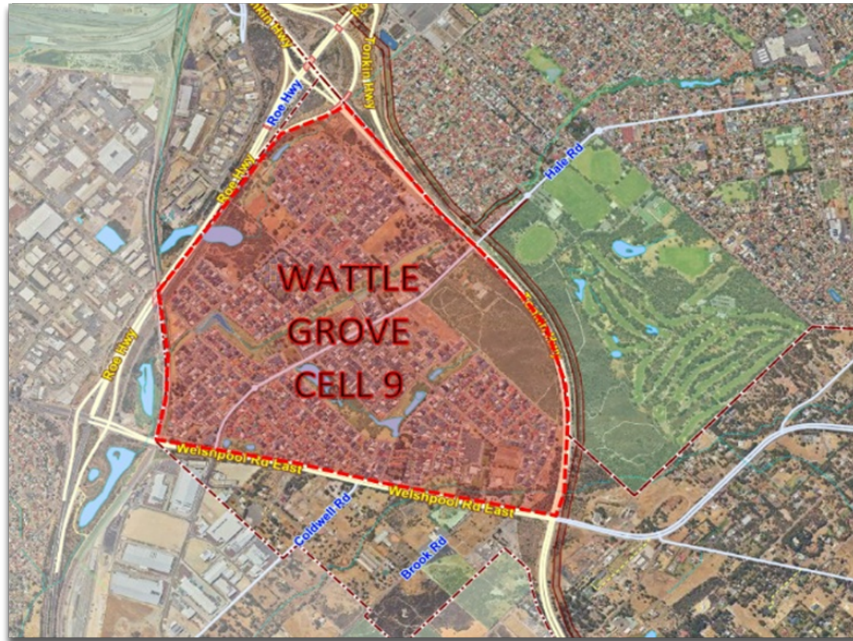 Roe Hwy
Tonkin Hwy
Roe Hwy
Hale Rd
WATTLE
GROVE
CELL 9
Roe Hwy
Welshpool Rd East
Welshpool Rd East
Coldwell Rd
Brook Rd